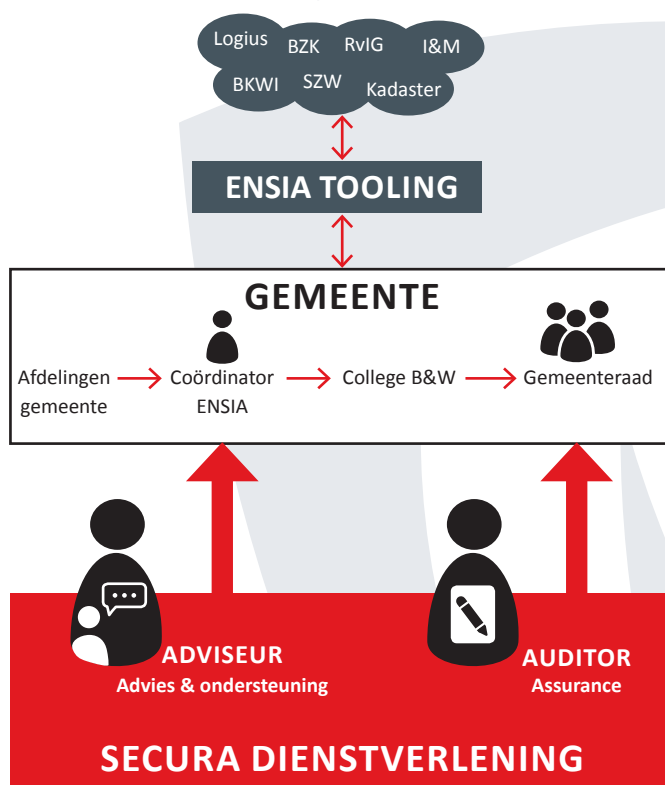 Logius BZK RvIG I&M
BKWI SZW Kadaster
ENSIA TOOLING
GEMEENTE
Afdelingen
gemeente
Coördinator
ENSIA
College B&W
Gemeenteraad
ADVISEUR
Advies & ondersteuning
AUDITOR
Assurance
SECURA DIENSTVERLENING